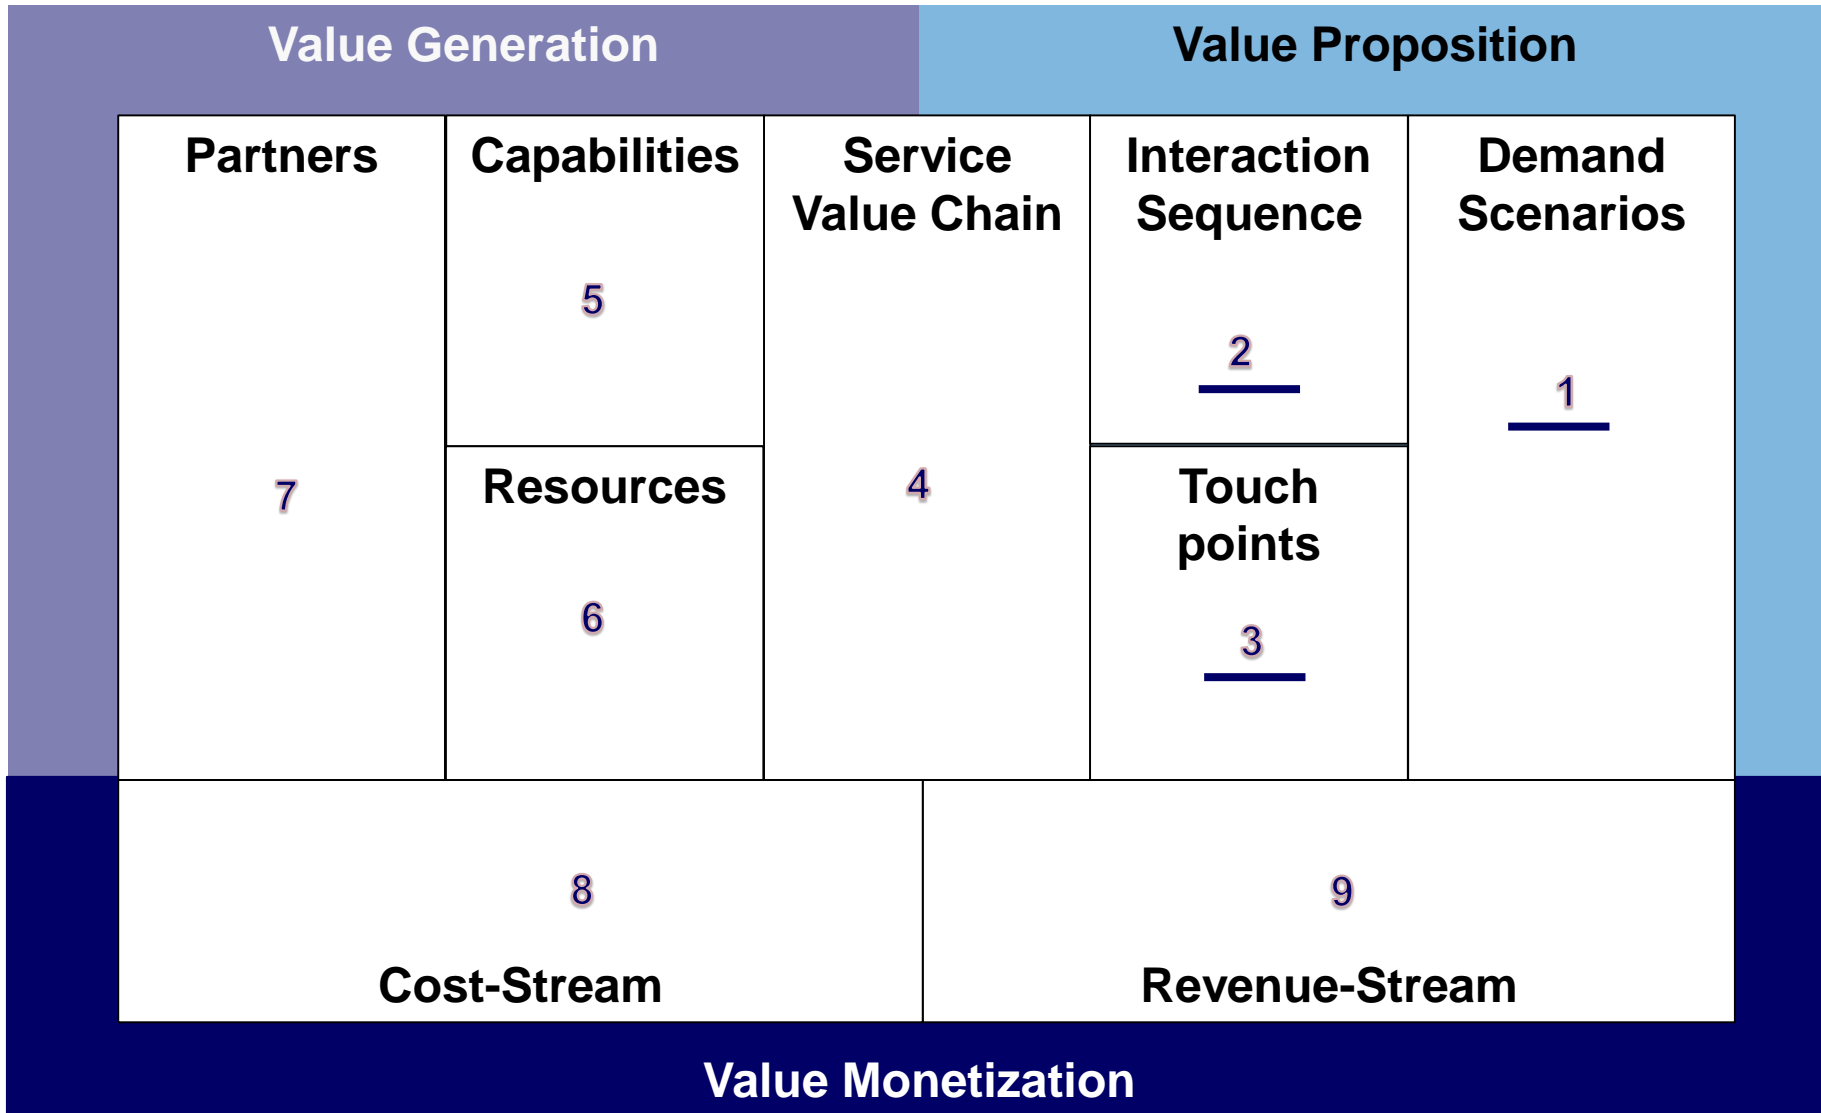 Value Generation
Value Proposition
Partners
7
Capabilities
5
Resources
6
Service
Value Chain
4
Interaction
Sequence
2
Touch
points
3
Demand
Scenarios
1
8
Cost-Stream
9
Revenue-Stream
Value Monetization